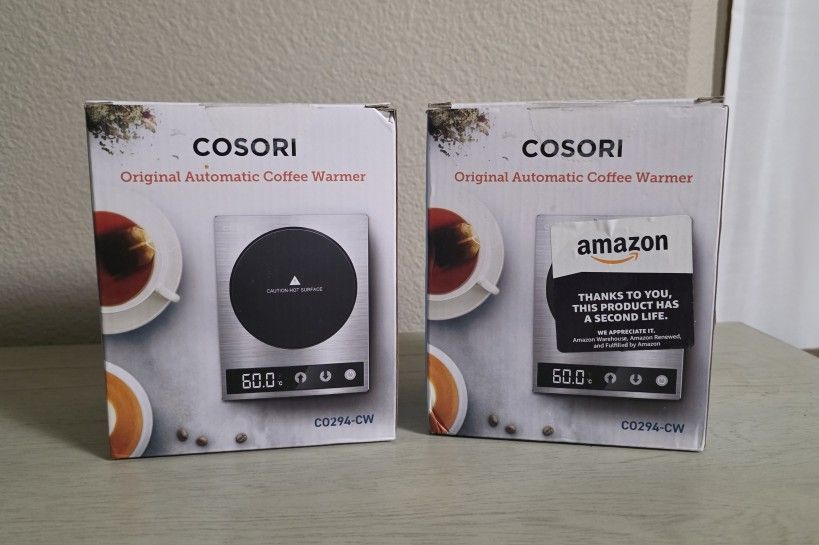 COSORI
Original Automatic Coffee Warmer
CAUTION-HOT SURFACE
60.0 °C
CO294-CW
COSORI
Original Automatic Coffee Warmer
amazon
THANKS TO YOU,
THIS PRODUCT HAS
A SECOND LIFE.
WE APPRECIATE IT.
Amazon Warehouse, Amazon Renewed,
and Fulfilled by Amazon
60.0 °C
CO294-CW